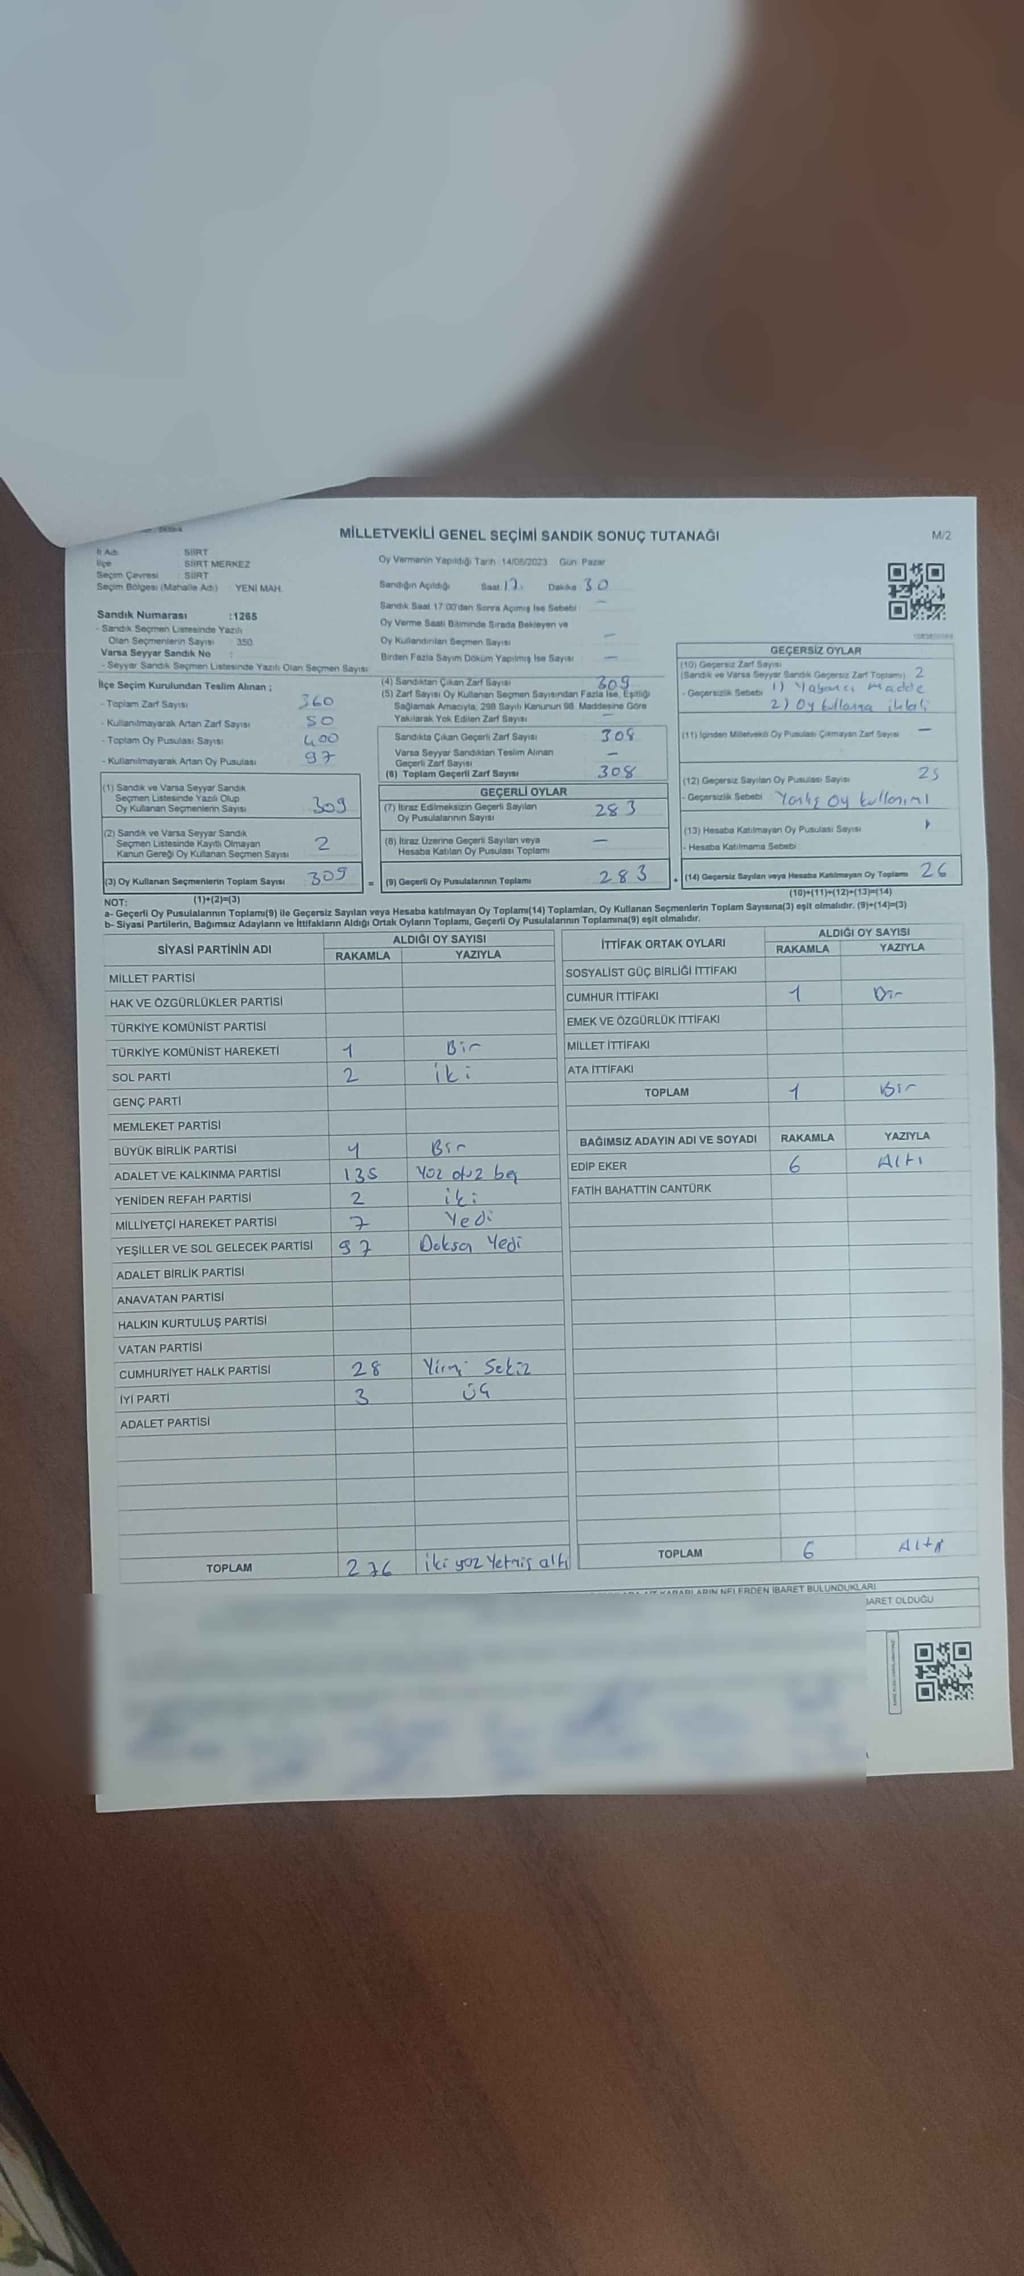 MİLLETVEKİLİ GENEL SEÇİMİ SANDIK SONUÇ TUTANAĞI
M/2
İl Adı SİİRT
İlçe SİİRT MERKEZ
Seçim Çevresi : SİİRT
Seçim Bölgesi (Mahalle Adı) : YENİ MAH.
Sandık Numarası :1265
- Sandık Seçmen Listesinde Yazılı
Olan Seçmenlerin Sayısı : 350
Varsa Seyyar Sandık No :
- Seyyar Sandık Seçmen Listesinde Yazılı Olan Seçmen Sayısı
Oy Vermenin Yapıldığı Tarih :14/05/2023 Gün: Pazar
Sandığın Açıldığı Saat 17: Dakika 30
Sandık Saat 17:00'dan Sonra Açılmış İse Sebebi —
Oy Verme Saati Bitiminde Sırada Bekleyen ve
Oy Kullandırılan Seçmen Sayısı —
Birden Fazla Sayım Döküm Yapılmış İse Sayısı —
İlçe Seçim Kurulundan Teslim Alınan ;
- Toplam Zarf Sayısı 360
- Kullanılmayarak Artan Zarf Sayısı 50
- Toplam Oy Pusulası Sayısı 400
- Kullanılmayarak Artan Oy Pusulası 97
(1) Sandık ve Varsa Seyyar Sandık
Seçmen Listesinde Yazılı Olup
Oy Kullanan Seçmenlerin Sayısı 309
(2) Sandık ve Varsa Seyyar Sandık
Seçmen Listesinde Kayıtlı Olmayan
Kanun Gereği Oy Kullanan Seçmen Sayısı 2
(3) Oy Kullanan Seçmenlerin Toplam Sayısı 309
(1)+(2)=(3)
(4) Sandıktan Çıkan Zarf Sayısı 309
(5) Zarf Sayısı Oy Kullanan Seçmen Sayısından Fazla İse, Eşitliği
Sağlamak Amacıyla, 298 Sayılı Kanunun 98. Maddesine Göre
Yakılarak Yok Edilen Zarf Sayısı —
Sandıkta Çıkan Geçerli Zarf Sayısı 308
Varsa Seyyar Sandıktan Teslim Alınan
Geçerli Zarf Sayısı —
(6) Toplam Geçerli Zarf Sayısı 308
GEÇERLİ OYLAR
(7) İtiraz Edilmeksizin Geçerli Sayılan
Oy Pusulalarının Sayısı 283
(8) İtiraz Üzerine Geçerli Sayılan veya
Hesaba Katılan Oy Pusulası Toplamı —
= (9) Geçerli Oy Pusulalarının Toplamı 283 +
GEÇERSİZ OYLAR
(10) Geçersiz Zarf Sayısı
(Sandık ve Varsa Seyyar Sandık Geçersiz Zarf Toplamı) 2
- Geçersizlik Sebebi 1) Yabancı Madde
2) Oy kullanma ihlali
(11) İçinden Milletvekili Oy Pusulası Çıkmayan Zarf Sayısı —
(12) Geçersiz Sayılan Oy Pusulası Sayısı 25
- Geçersizlik Sebebi Yanlış Oy kullanımı
(13) Hesaba Katılmayan Oy Pusulası Sayısı
- Hesaba Katılmama Sebebi
(14) Geçersiz Sayılan veya Hesaba Katılmayan Oy Toplamı 26
(10)+(11)+(12)+(13)=(14)
NOT:
a- Geçerli Oy Pusulalarının Toplamı(9) ile Geçersiz Sayılan veya Hesaba katılmayan Oy Toplamı(14) Toplamları, Oy Kullanan Seçmenlerin Toplam Sayısına(3) eşit olmalıdır. (9)+(14)=(3)
b- Siyasi Partilerin, Bağımsız Adayların ve İttifakların Aldığı Ortak Oyların Toplamı, Geçerli Oy Pusulalarının Toplamına(9) eşit olmalıdır.
SİYASİ PARTİNİN ADI ALDIĞI OY SAYISI
RAKAMLA YAZIYLA
MİLLET PARTİSİ
HAK VE ÖZGÜRLÜKLER PARTİSİ
TÜRKİYE KOMÜNİST PARTİSİ
TÜRKİYE KOMÜNİST HAREKETİ 1 Bir
SOL PARTİ 2 iki
GENÇ PARTİ
MEMLEKET PARTİSİ
BÜYÜK BİRLİK PARTİSİ 1 Bir
ADALET VE KALKINMA PARTİSİ 135 Yüz otuz beş
YENİDEN REFAH PARTİSİ 2 iki
MİLLİYETÇİ HAREKET PARTİSİ 7 Yedi
YEŞİLLER VE SOL GELECEK PARTİSİ 97 Doksan Yedi
ADALET BİRLİK PARTİSİ
ANAVATAN PARTİSİ
HALKIN KURTULUŞ PARTİSİ
VATAN PARTİSİ
CUMHURİYET HALK PARTİSİ 28 Yirmi Sekiz
İYİ PARTİ 3 üç
ADALET PARTİSİ
TOPLAM 276 iki yüz Yetmiş altı
İTTİFAK ORTAK OYLARI ALDIĞI OY SAYISI
RAKAMLA YAZIYLA
SOSYALİST GÜÇ BİRLİĞİ İTTİFAKI
CUMHUR İTTİFAKI 1 Bir
EMEK VE ÖZGÜRLÜK İTTİFAKI
MİLLET İTTİFAKI
ATA İTTİFAKI
TOPLAM 1 Bir
BAĞIMSIZ ADAYIN ADI VE SOYADI RAKAMLA YAZIYLA
EDİP EKER 6 Altı
FATİH BAHATTİN CANTÜRK
TOPLAM 6 Altı
KARARLARIN NELERDEN İBARET BULUNDUKLARI
BARET OLDUĞU